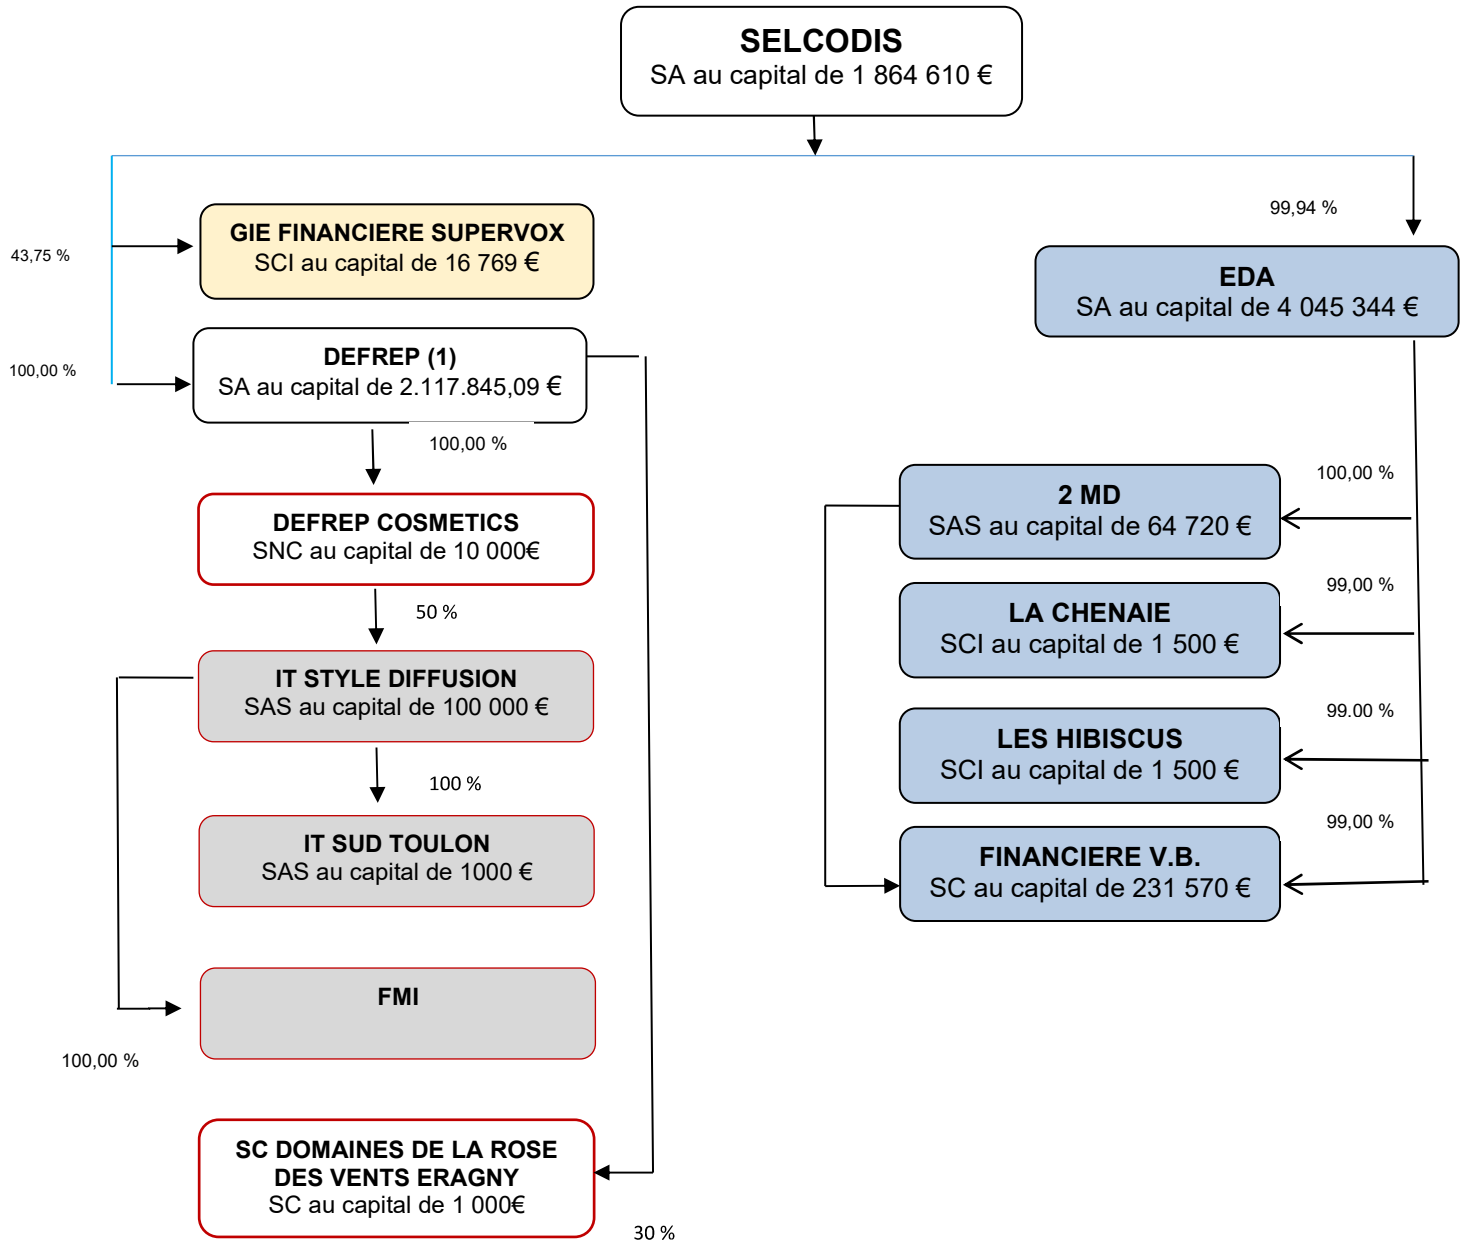 SELCODIS
SA au capital de 1 864 610 €
43,75 %
GIE FINANCIERE SUPERVOX
SCI au capital de 16 769 €
100,00 %
DEFREP (1)
SA au capital de 2.117.845,09 €
100,00 %
DEFREP COSMETICS
SNC au capital de 10 000€
50 %
IT STYLE DIFFUSION
SAS au capital de 100 000 €
100 %
IT SUD TOULON
SAS au capital de 1000 €
FMI
100,00 %
SC DOMAINES DE LA ROSE
DES VENTS ERAGNY
SC au capital de 1 000€
30 %
99,94 %
EDA
SA au capital de 4 045 344 €
100,00 %
2 MD
SAS au capital de 64 720 €
99,00 %
LA CHENAIE
SCI au capital de 1 500 €
99.00 %
LES HIBISCUS
SCI au capital de 1 500 €
99,00 %
FINANCIERE V.B.
SC au capital de 231 570 €